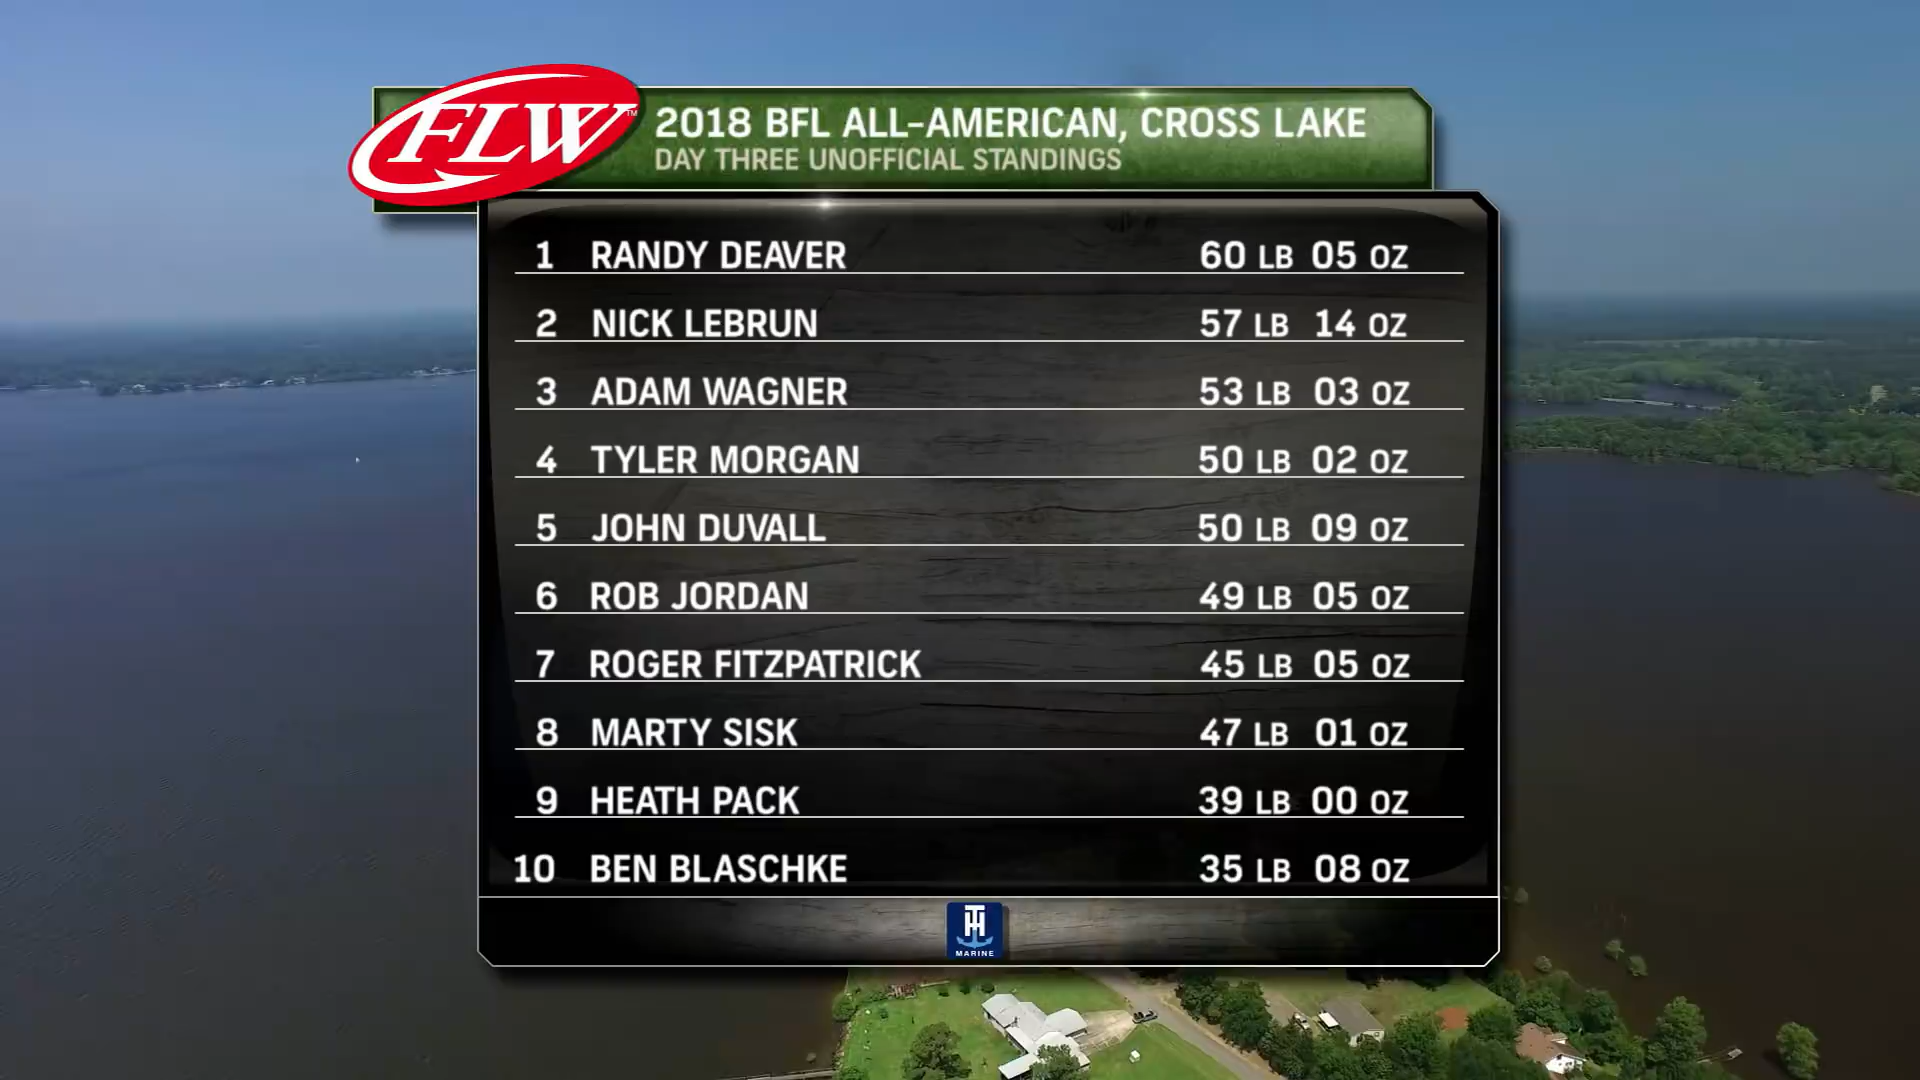 FLW™
2018 BFL ALL-AMERICAN, CROSS LAKE
DAY THREE UNOFFICIAL STANDINGS
1 RANDY DEAVER 60 LB 05 OZ
2 NICK LEBRUN 57 LB 14 OZ
3 ADAM WAGNER 53 LB 03 OZ
4 TYLER MORGAN 50 LB 02 OZ
5 JOHN DUVALL 50 LB 09 OZ
6 ROB JORDAN 49 LB 05 OZ
7 ROGER FITZPATRICK 45 LB 05 OZ
8 MARTY SISK 47 LB 01 OZ
9 HEATH PACK 39 LB 00 OZ
10 BEN BLASCHKE 35 LB 08 OZ
TH
MARINE